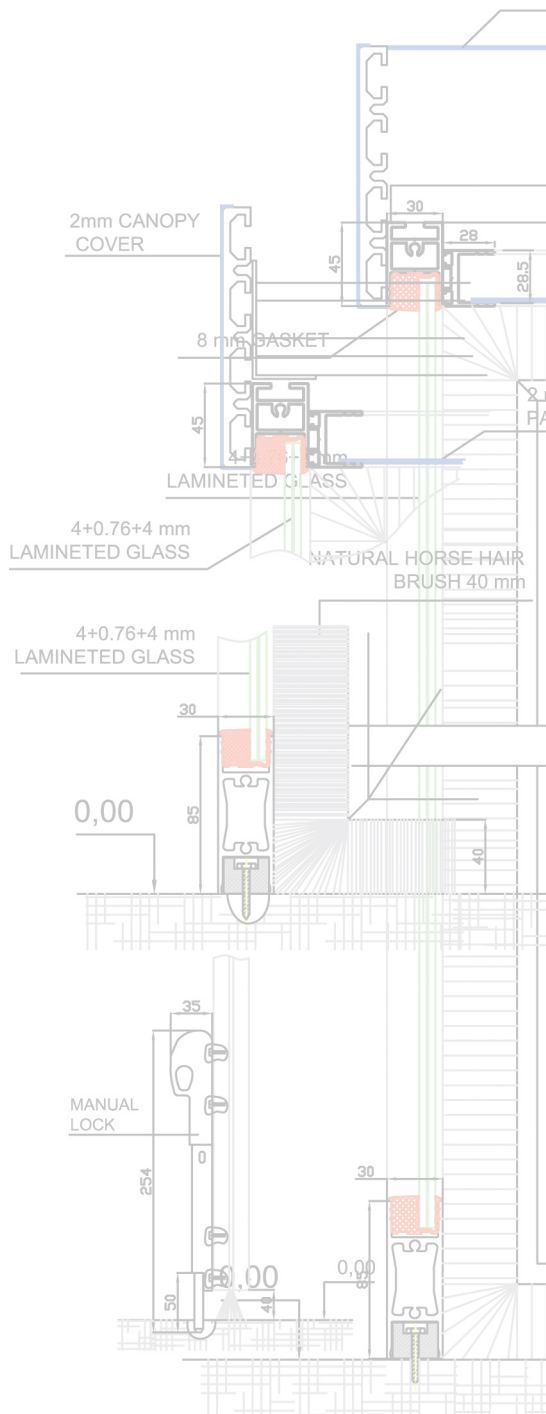 30
2mm CANOPY
COVER
28
45
28.5
8 mm GASKET
45
LAMINETED GLASS
4+0.76+4 mm
LAMINETED GLASS
NATURAL HORSE HAIR
BRUSH 40 mm
4+0.76+4 mm
LAMINETED GLASS
30
85
0,00
40
35
MANUAL
LOCK
254
30
0,00
0,00
85
50
40